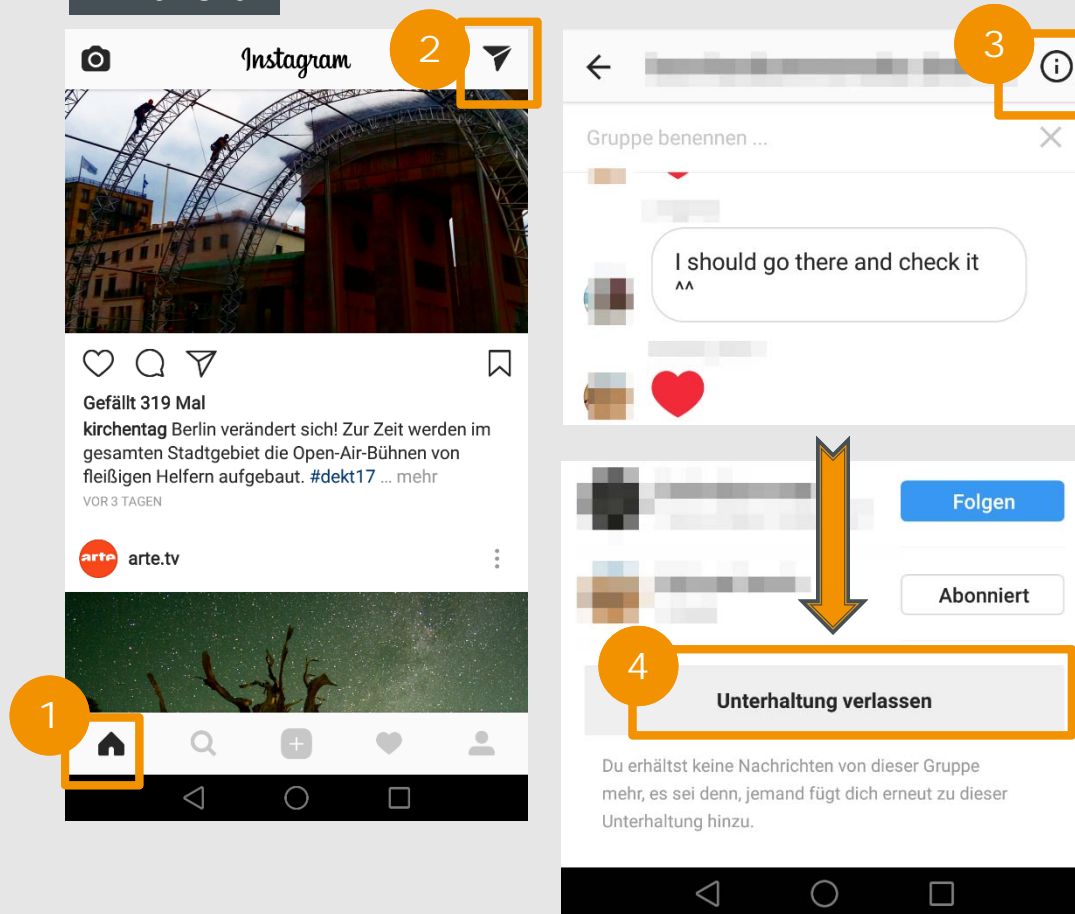 2
Instagram
Gefällt 319 Mal
kirchentag Berlin verändert sich! Zur Zeit werden im
gesamten Stadtgebiet die Open-Air-Bühnen von
fleißigen Helfern aufgebaut. #dekt17 ... mehr
VOR 3 TAGEN
arte
arte.tv
1
3
Gruppe benennen ...
I should go there and check it
^^
Folgen
Abonniert
4
Unterhaltung verlassen
Du erhältst keine Nachrichten von dieser Gruppe
mehr, es sei denn, jemand fügt dich erneut zu dieser
Unterhaltung hinzu.